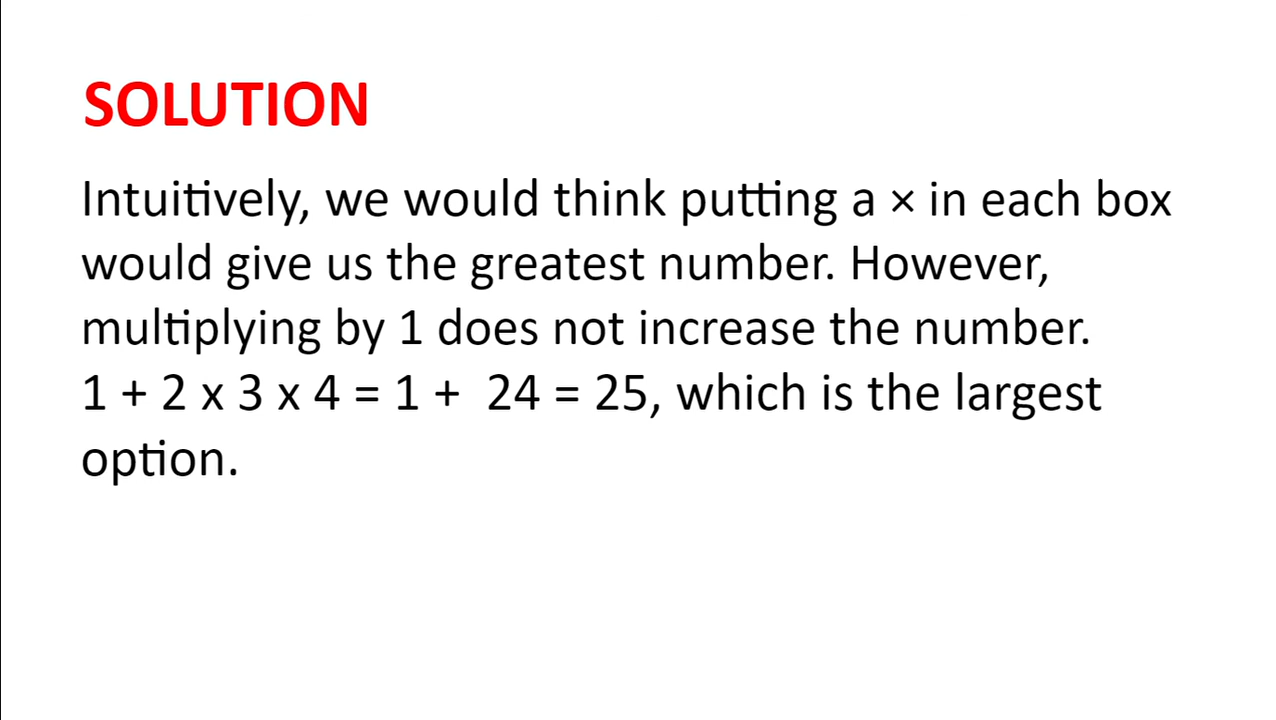 SOLUTION
Intuitively, we would think putting a × in each box
would give us the greatest number. However,
multiplying by 1 does not increase the number.
1 + 2 x 3 x 4 = 1 +  24 = 25, which is the largest
option.